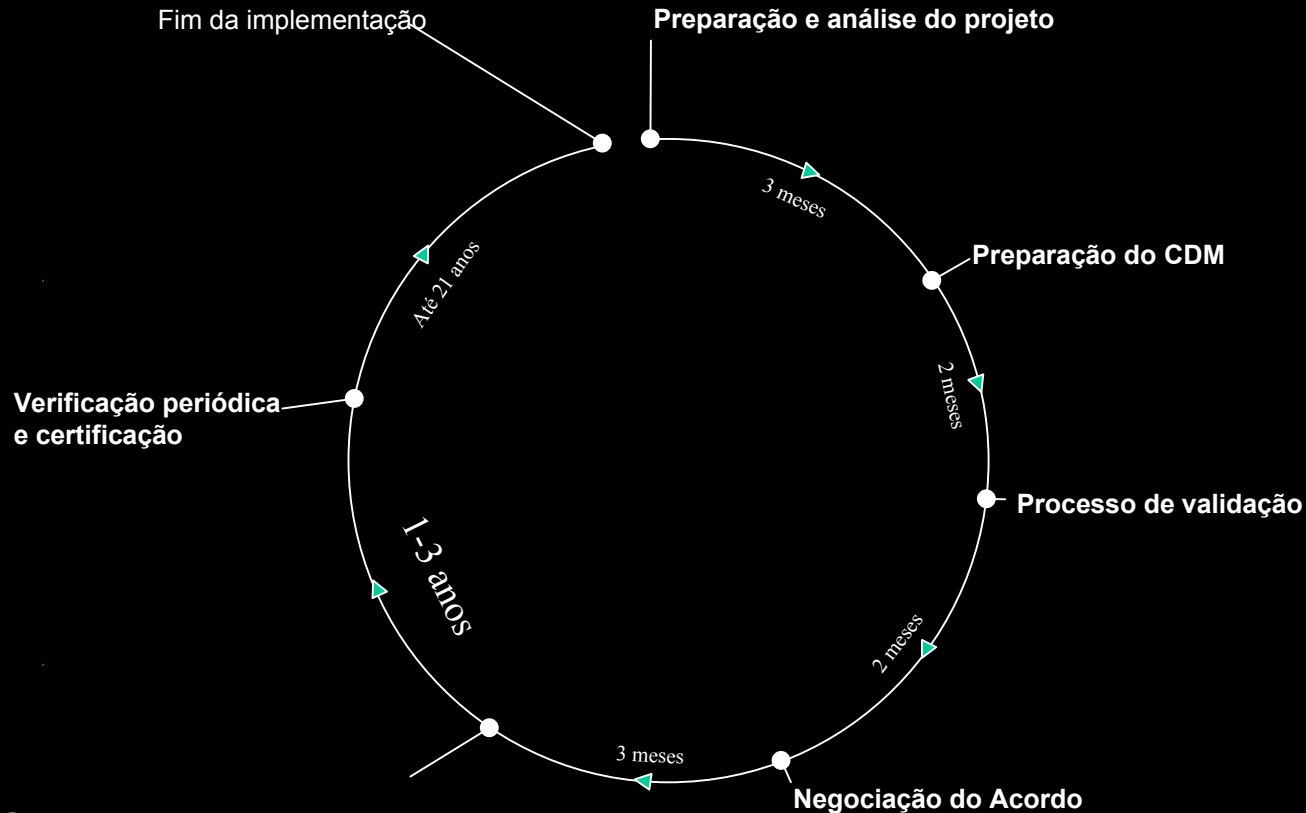 Fim da implementação
Preparação e análise do projeto
3 meses
Preparação do CDM
Até 21 anos
2 meses
Verificação periódica
e certificação
Processo de validação
1-3 anos
2 meses
3 meses
Negociação do Acordo